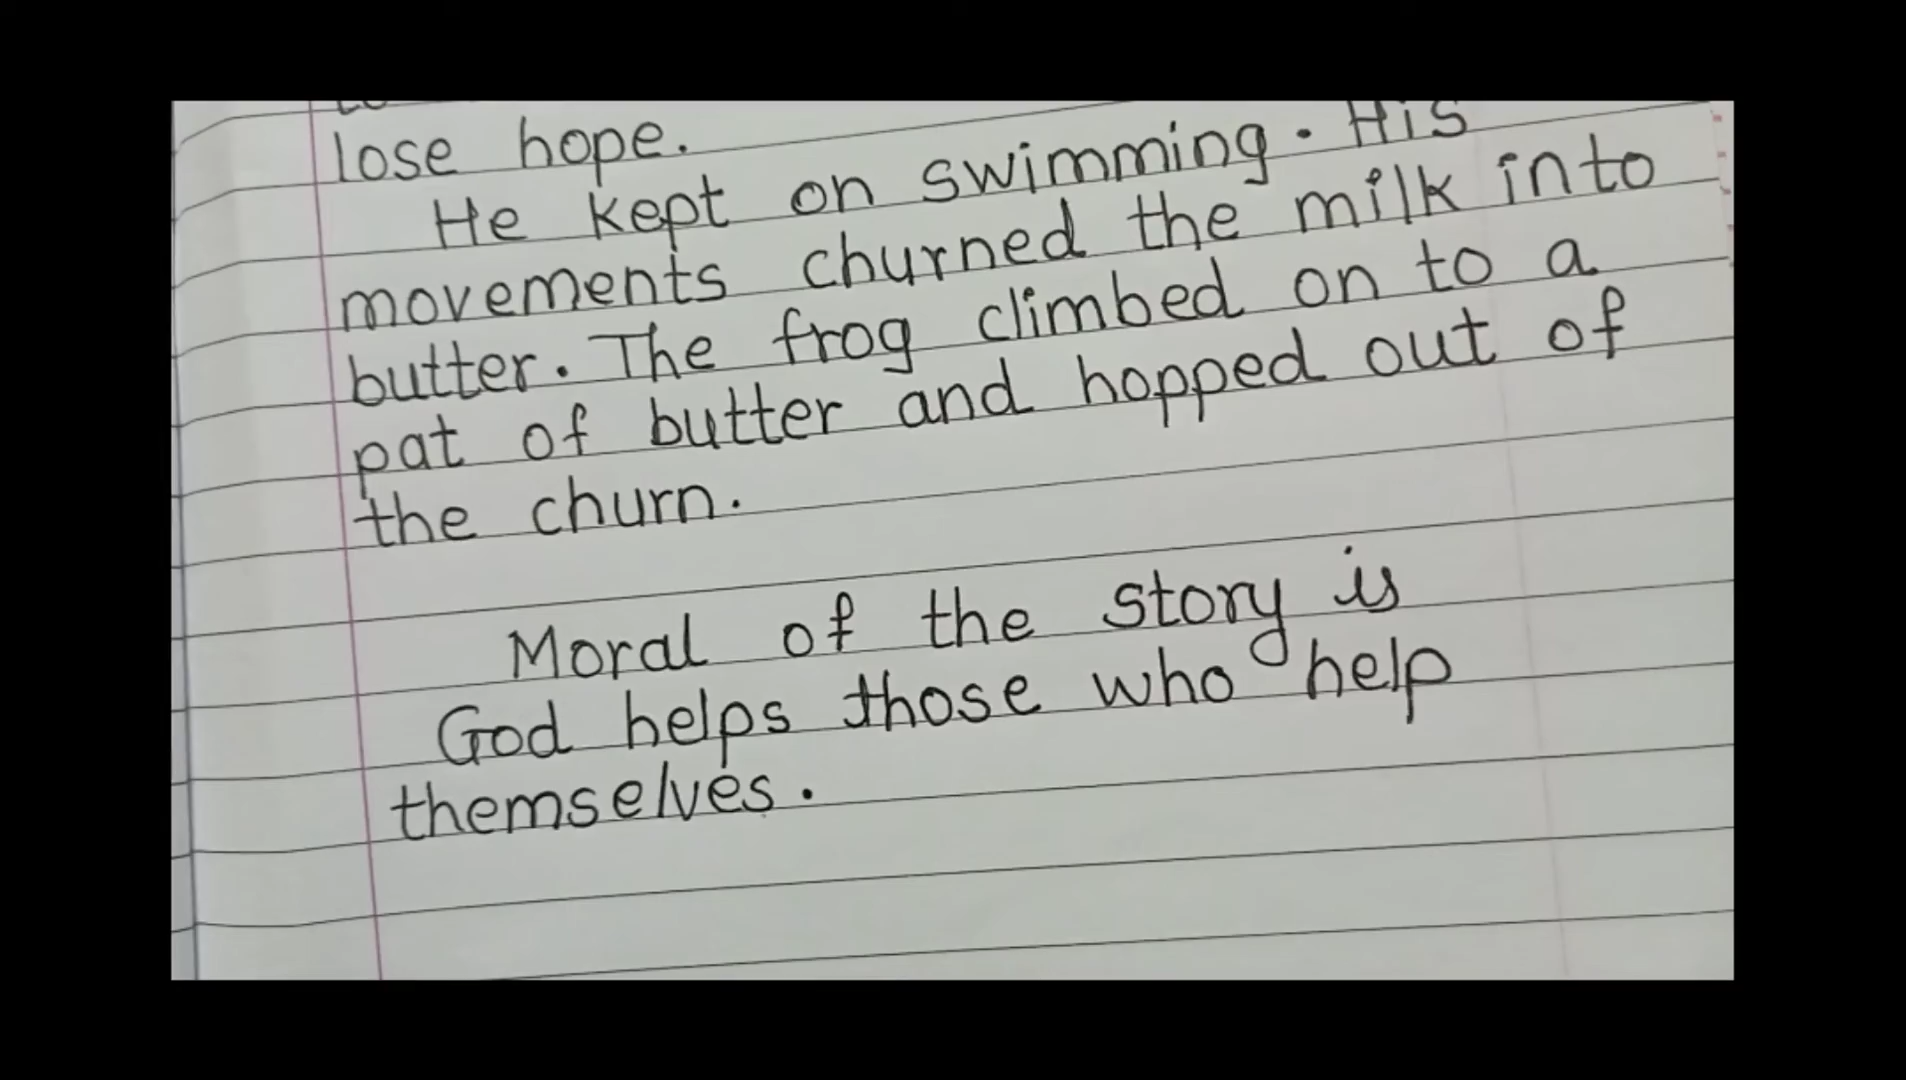 lose hope.
He kept on swimming. His
movements churned the milk into
butter. The frog climbed on to a
pat of butter and hopped out of
the churn.
Moral of the story is
God helps those who help
themselves.